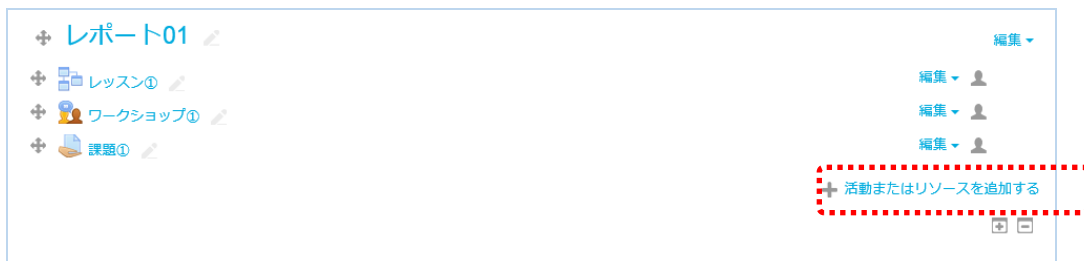 レポート01 編集
レッスン① 編集
ワークショップ① 編集
課題① 編集
活動またはリソースを追加する